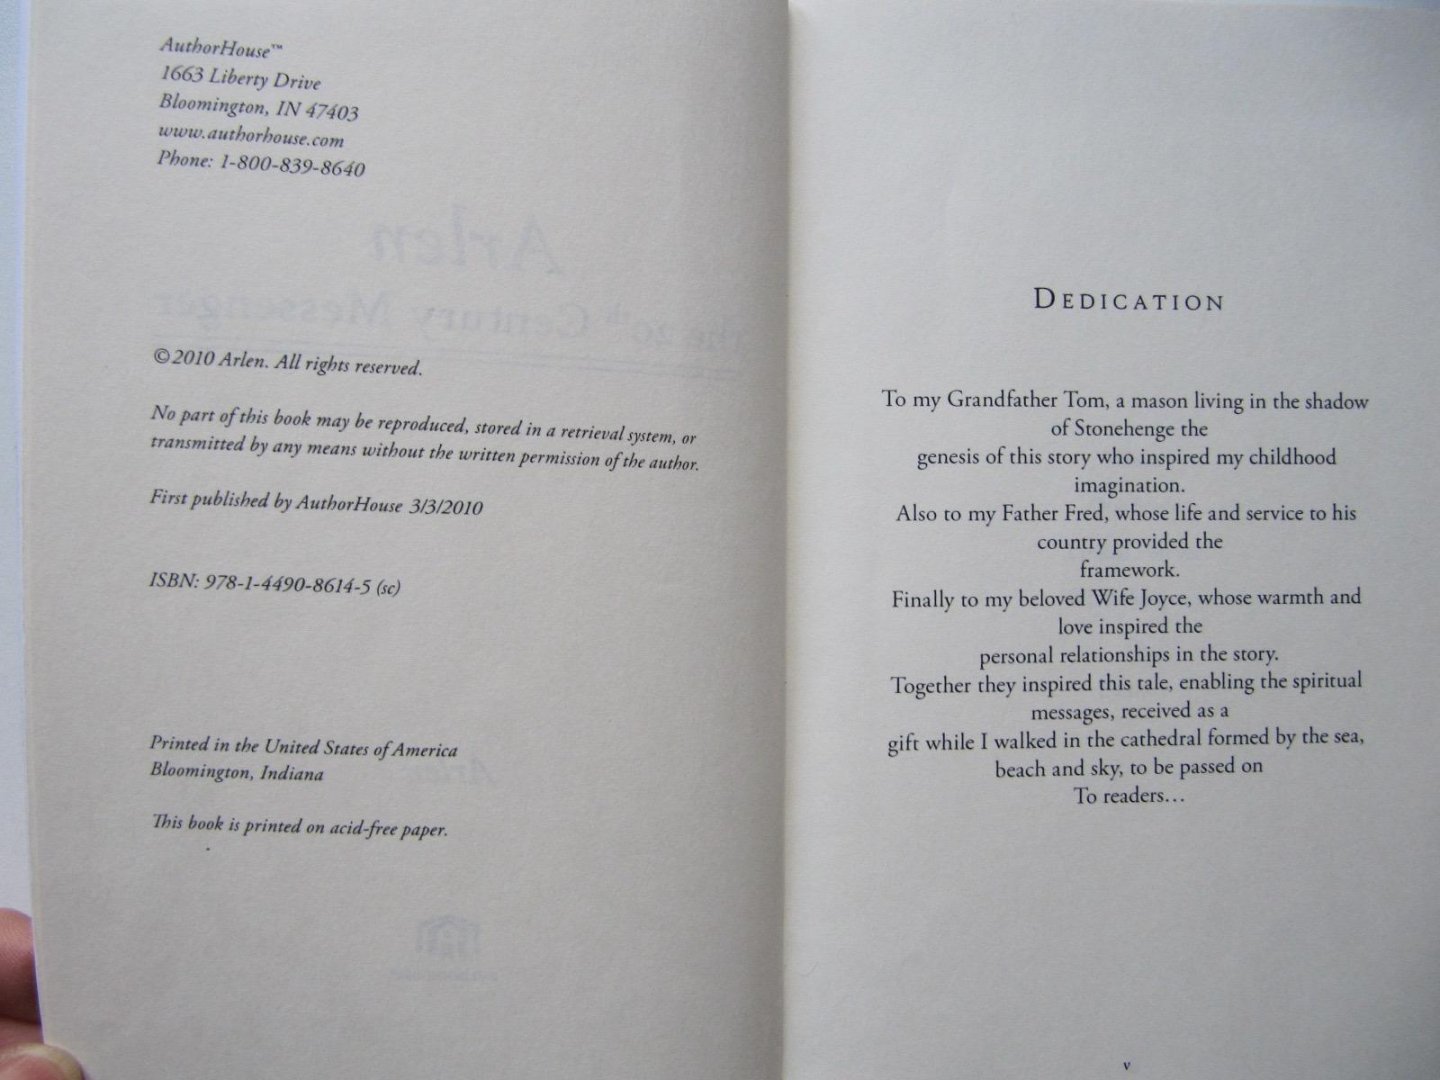 AuthorHouse™
1663 Liberty Drive
Bloomington, IN 47403
www.authorhouse.com
Phone: 1-800-839-8640
Arlen
The 20th Century Messenger
©2010 Arlen. All rights reserved.
No part of this book may be reproduced, stored in a retrieval system, or
transmitted by any means without the written permission of the author.
First published by AuthorHouse 3/3/2010
ISBN: 978-1-4490-8614-5 (sc)
Printed in the United States of America
Bloomington, Indiana
Arlen
This book is printed on acid-free paper.
DEDICATION
To my Grandfather Tom, a mason living in the shadow
of Stonehenge the
genesis of this story who inspired my childhood
imagination.
Also to my Father Fred, whose life and service to his
country provided the
framework.
Finally to my beloved Wife Joyce, whose warmth and
love inspired the
personal relationships in the story.
Together they inspired this tale, enabling the spiritual
messages, received as a
gift while I walked in the cathedral formed by the sea,
beach and sky, to be passed on
To readers…
v